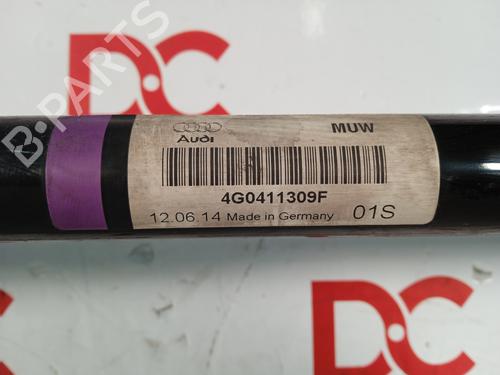 DC
B-PARTS
Audi
MUW
4G0411309F
12.06.14 Made in Germany 01S
DC